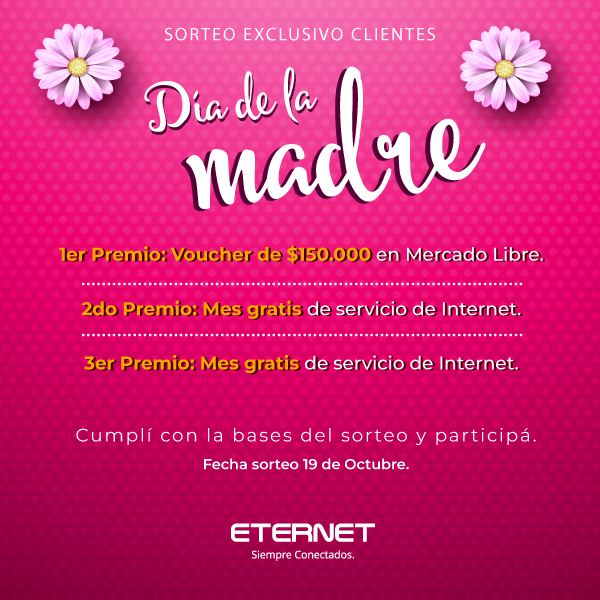 SORTEO EXCLUSIVO CLIENTES
Día de la
madre
1er Premio: Voucher de $150.000 en Mercado Libre.
2do Premio: Mes gratis de servicio de Internet.
3er Premio: Mes gratis de servicio de Internet.
Cumplí con la bases del sorteo y participá.
Fecha sorteo 19 de Octubre.
ETERNET
Siempre Conectados.